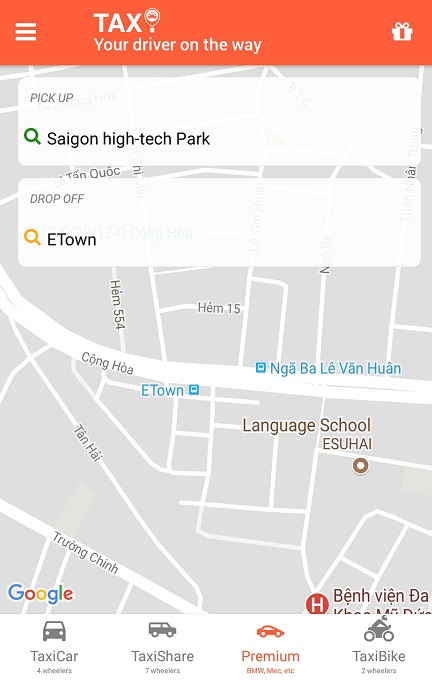 TAXI
Your driver on the way
PICK UP
Saigon high-tech Park
Tấn Quốc
DROP OFF
Cộng Hòa
ETown
Lê Văn Huân
Hẻm 554
Hẻm 15
Cộng Hòa
Ngã Ba Lê Văn Huân
ETown
Language School
ESUHAI
Tân Hải
Trường Chinh
Google
H
Bệnh viện Đa
Khoa Mỹ Đức
TaxiCar
4 wheelers
TaxiShare
7 wheelers
Premium
BMW, Mec, etc
TaxiBike
2 wheelers